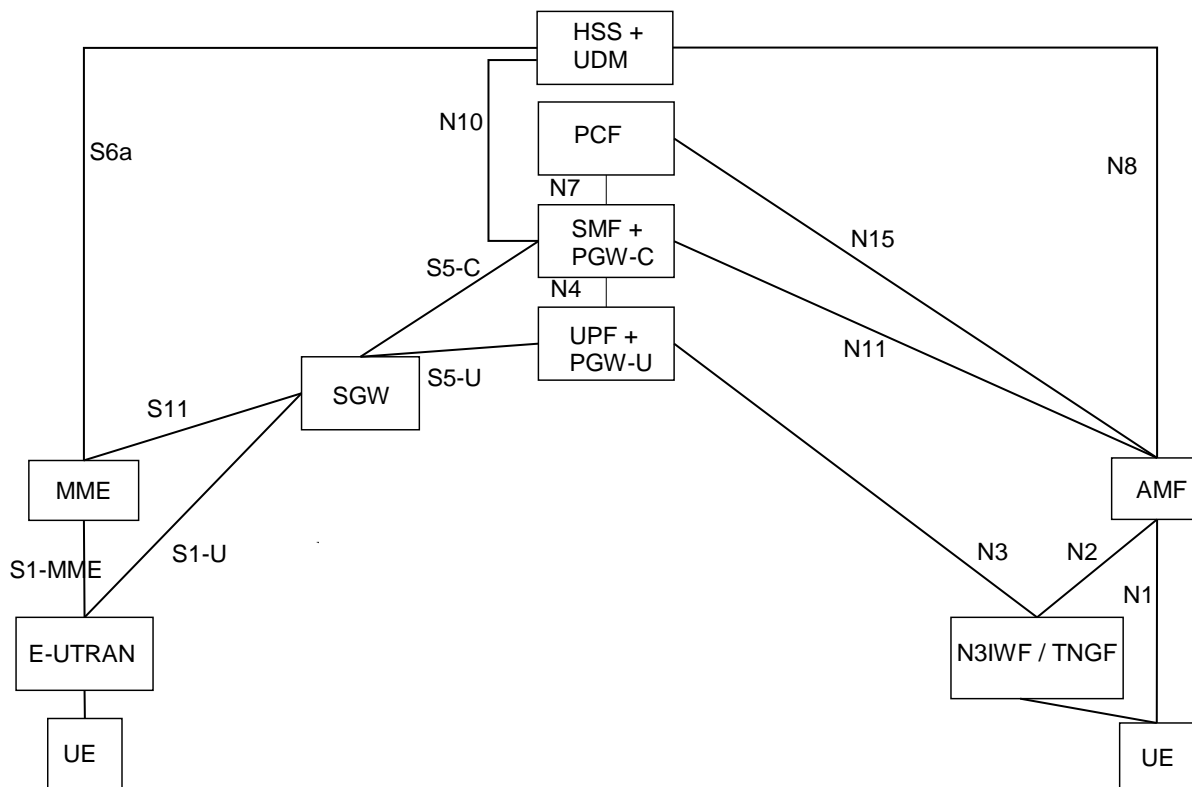 HSS +
UDM
N10
PCF
S6a
N8
N7
SMF +
PGW-C
N15
S5-C
N4
UPF +
PGW-U
N11
S5-U
SGW
S11
MME
AMF
S1-U
N3
N2
S1-MME
N1
E-UTRAN
N3IWF / TNGF
UE
UE